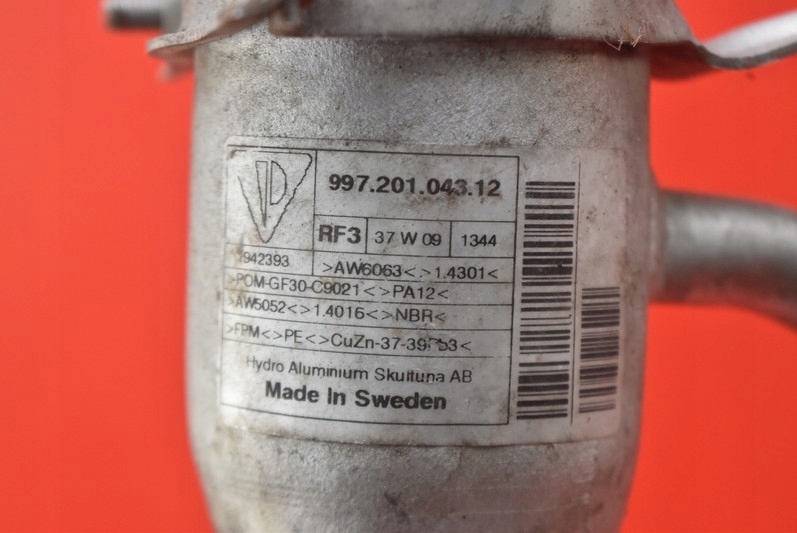 997.201.043.12
RF3 37 W 09 1344
1942393 >AW6063<.>1.4301<
>POM-GF30-C9021<>PA12<
>AW5052<>1.4016<>NBR<
>FPM<>PE<>CuZn-37-39Pb3<
Hydro Aluminium Skultuna AB
Made In Sweden